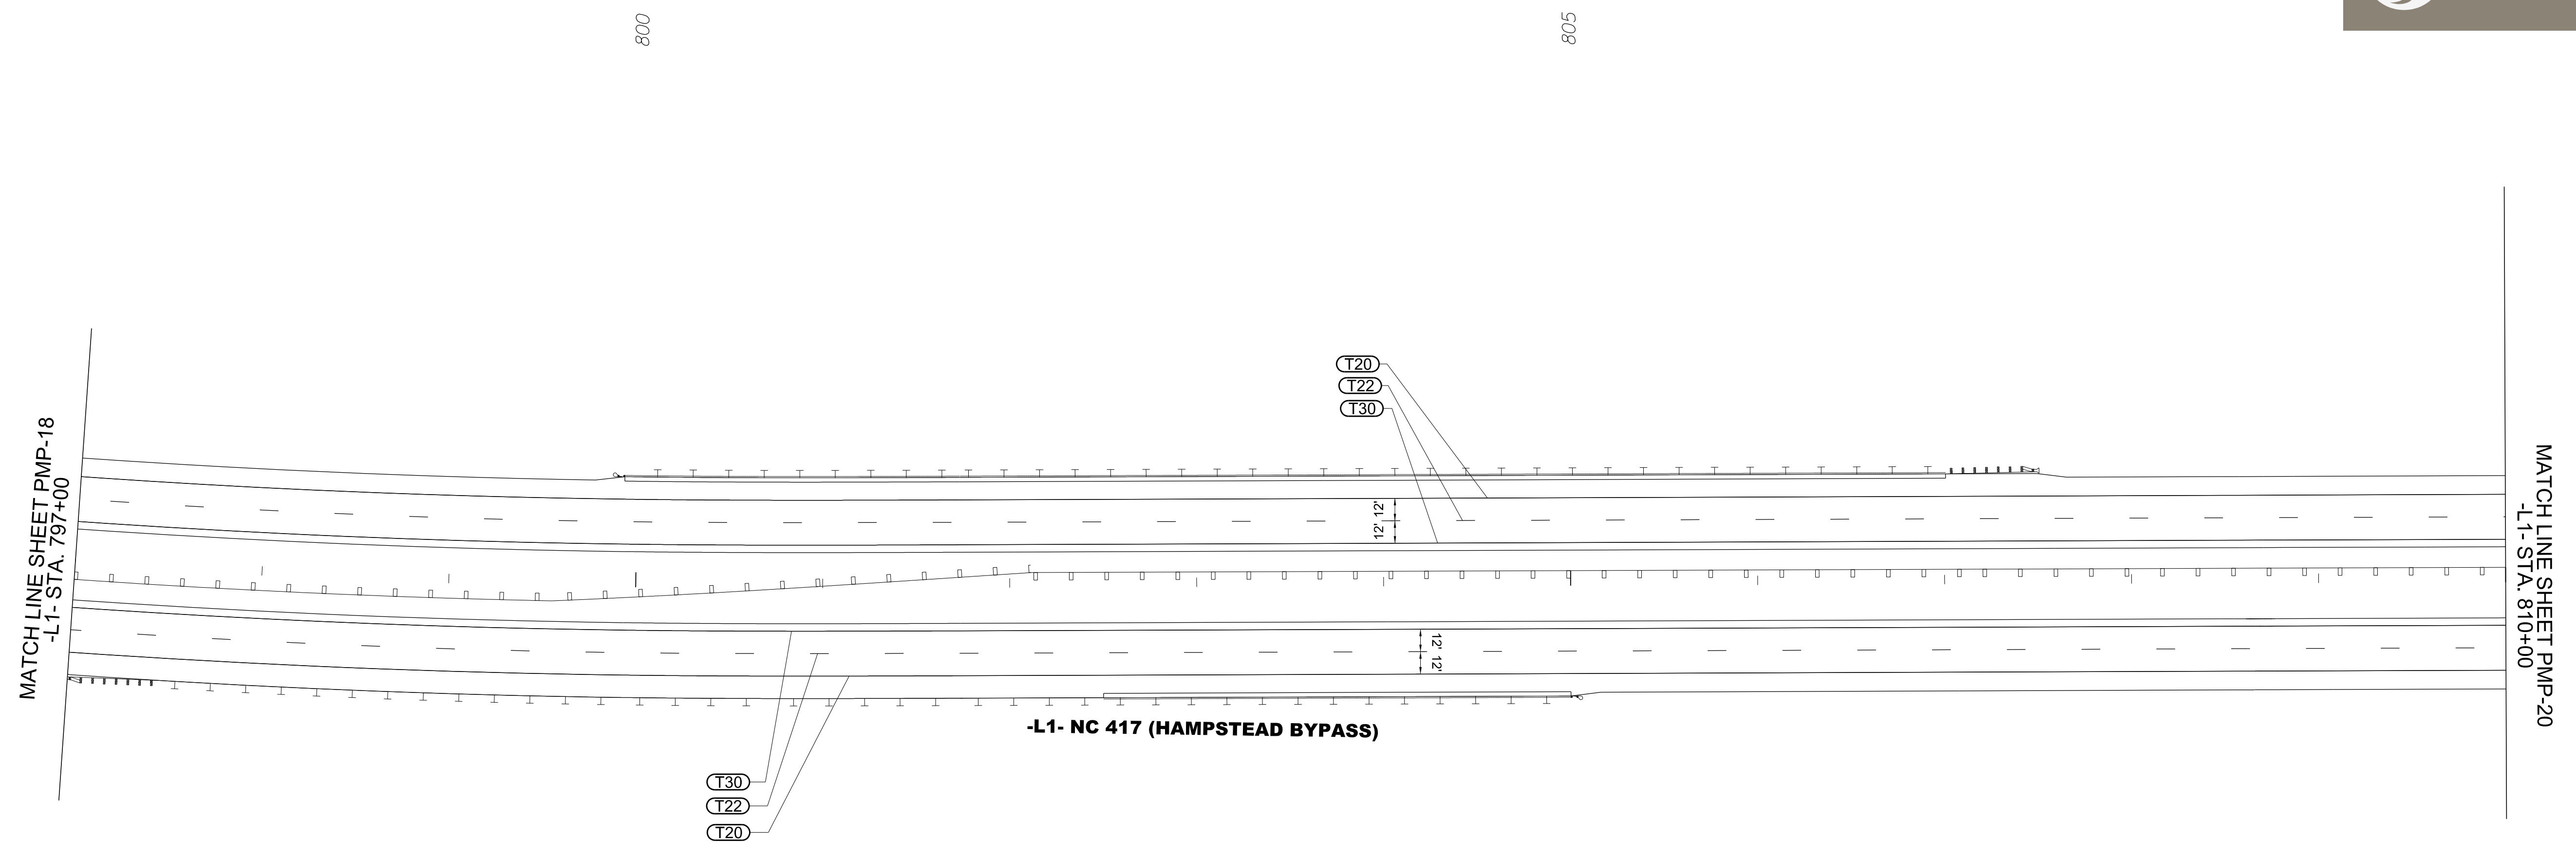 800
805
T20
T22
T30
12' 12'
MATCH LINE SHEET PMP-18
-L1- STA. 797+00
MATCH LINE SHEET PMP-20
-L1- STA. 810+00
12' 12'
-L1- NC 417 (HAMPSTEAD BYPASS)
T30
T22
T20